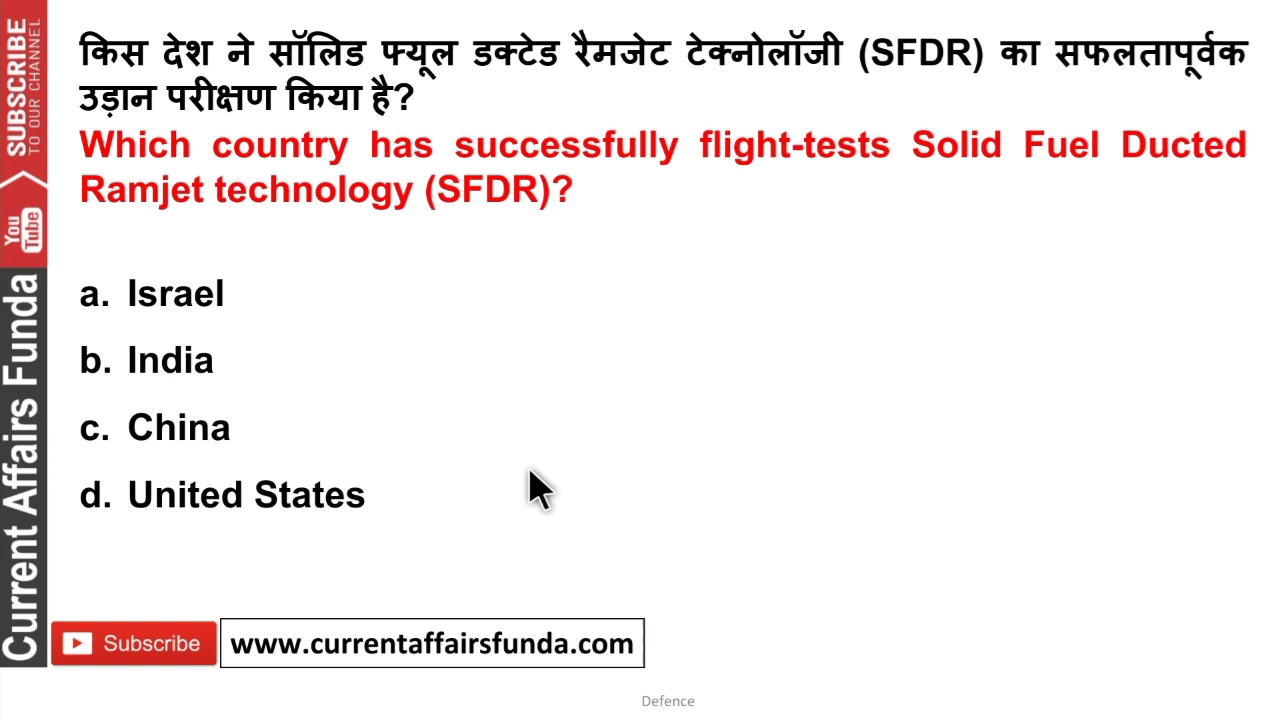 किस देश ने सॉलिड फ्यूल डक्टेड रैमजेट टेक्नोलॉजी (SFDR) का सफलतापूर्वक
उड़ान परीक्षण किया है?
Which country has successfully flight-tests Solid Fuel Ducted
Ramjet technology (SFDR)?
a. Israel
b. India
c. China
d. United States
SUBSCRIBE
TO OUR CHANNEL
You
Tube
Current Affairs Funda
Subscribe
www.currentaffairsfunda.com
Defence